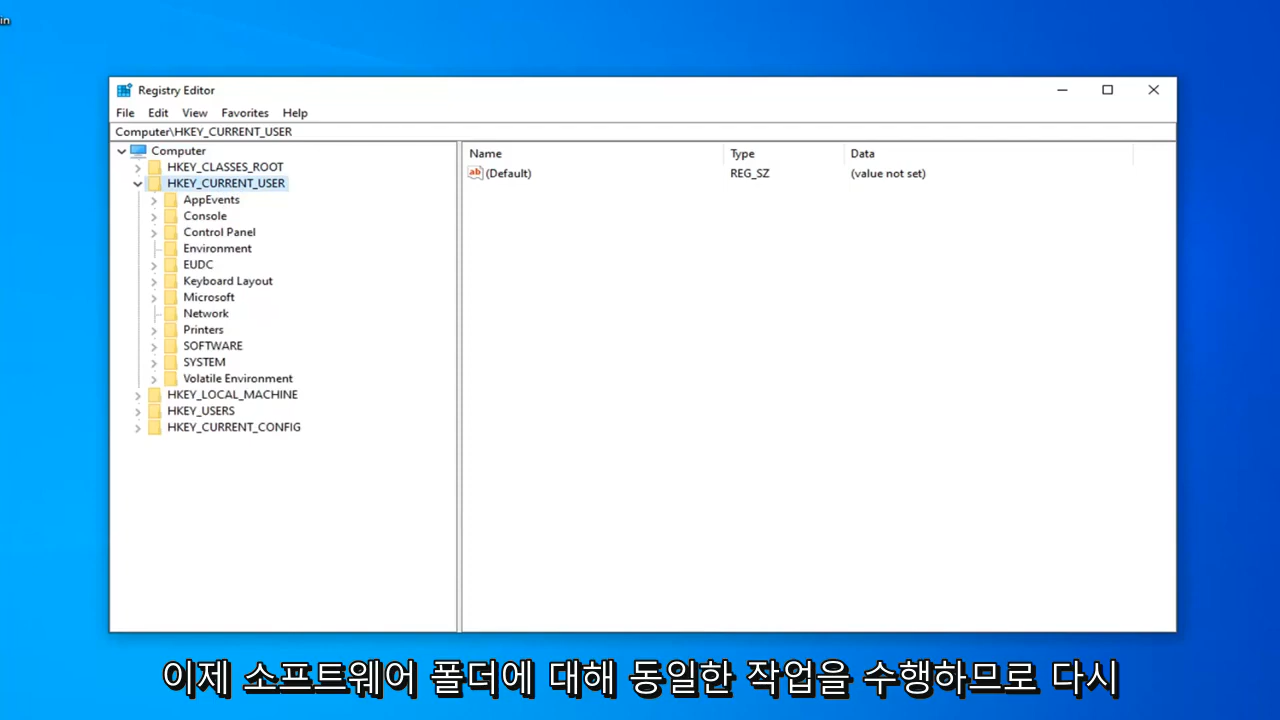 in
Registry Editor
File Edit View Favorites Help
Computer\HKEY_CURRENT_USER
Computer
HKEY_CLASSES_ROOT
HKEY_CURRENT_USER
AppEvents
Console
Control Panel
Environment
EUDC
Keyboard Layout
Microsoft
Network
Printers
SOFTWARE
SYSTEM
Volatile Environment
HKEY_LOCAL_MACHINE
HKEY_USERS
HKEY_CURRENT_CONFIG
Name Type Data
ab (Default) REG_SZ (value not set)
이제 소프트웨어 폴더에 대해 동일한 작업을 수행하므로 다시